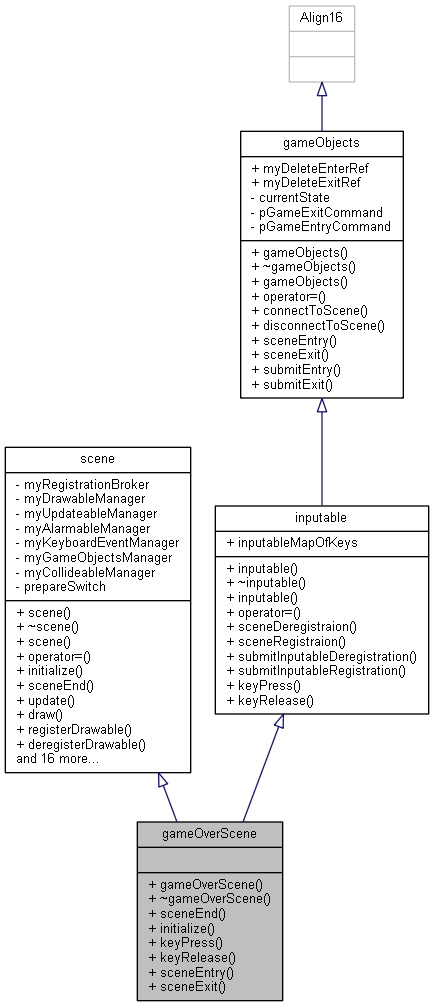 Align16
gameObjects
+ myDeleteEnterRef
+ myDeleteExitRef
- currentState
- pGameExitCommand
- pGameEntryCommand
+ gameObjects()
+ ~gameObjects()
+ gameObjects()
+ operator=()
+ connectToScene()
+ disconnectToScene()
+ sceneEntry()
+ sceneExit()
+ submitEntry()
+ submitExit()
scene
- myRegistrationBroker
- myDrawableManager
- myUpdateableManager
- myAlarmableManager
- myKeyboardEventManager
- myGameObjectsManager
- myCollideableManager
- prepareSwitch
+ scene()
+ ~scene()
+ scene()
+ operator=()
+ initialize()
+ sceneEnd()
+ update()
+ draw()
+ registerDrawable()
+ deregisterDrawable()
and 16 more...
inputable
+ inputableMapOfKeys
+ inputable()
+ ~inputable()
+ inputable()
+ operator=()
+ sceneDeregistraion()
+ sceneRegistraion()
+ submitInputableDeregistration()
+ submitInputableRegistration()
+ keyPress()
+ keyRelease()
gameOverScene
+ gameOverScene()
+ ~gameOverScene()
+ sceneEnd()
+ initialize()
+ keyPress()
+ keyRelease()
+ sceneEntry()
+ sceneExit()